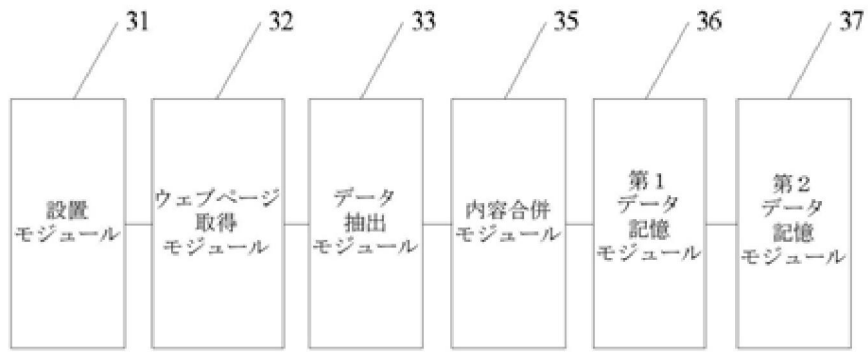 31
32
33
35
36
37
設置
モジュール
ウェブページ
取得
モジュール
データ
抽出
モジュール
内容合併
モジュール
第１
データ
記憶
モジュール
第２
データ
記憶
モジュール